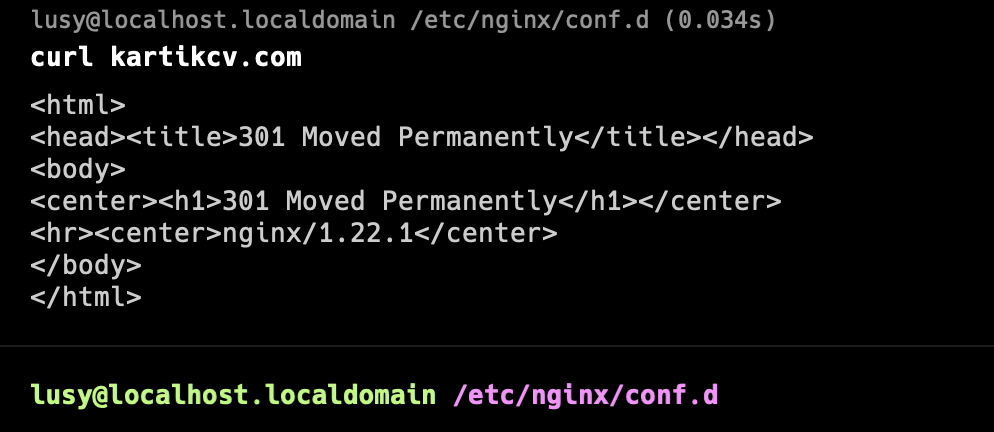 lusy@localhost.localdomain /etc/nginx/conf.d (0.034s)
curl kartikcv.com
<html>
<head><title>301 Moved Permanently</title></head>
<body>
<center><h1>301 Moved Permanently</h1></center>
<hr><center>nginx/1.22.1</center>
</body>
</html>
lusy@localhost.localdomain /etc/nginx/conf.d